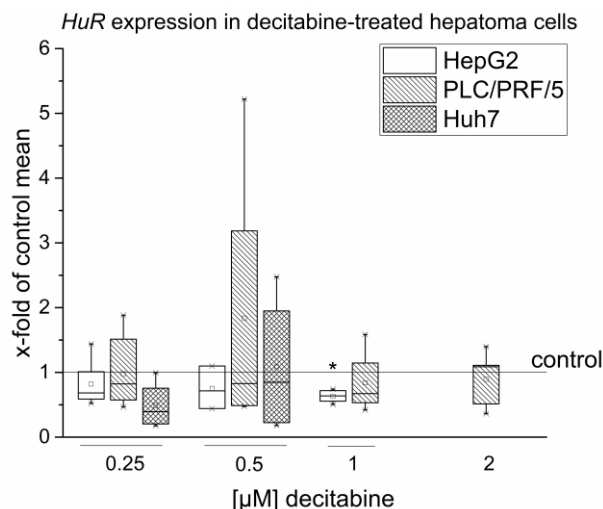 HuR expression in decitabine-treated hepatoma cells
6
5
4
3
2
1
0
x-fold of control mean
HepG2
PLC/PRF/5
Huh7
*
control
0.25 0.5 1 2
[µM] decitabine